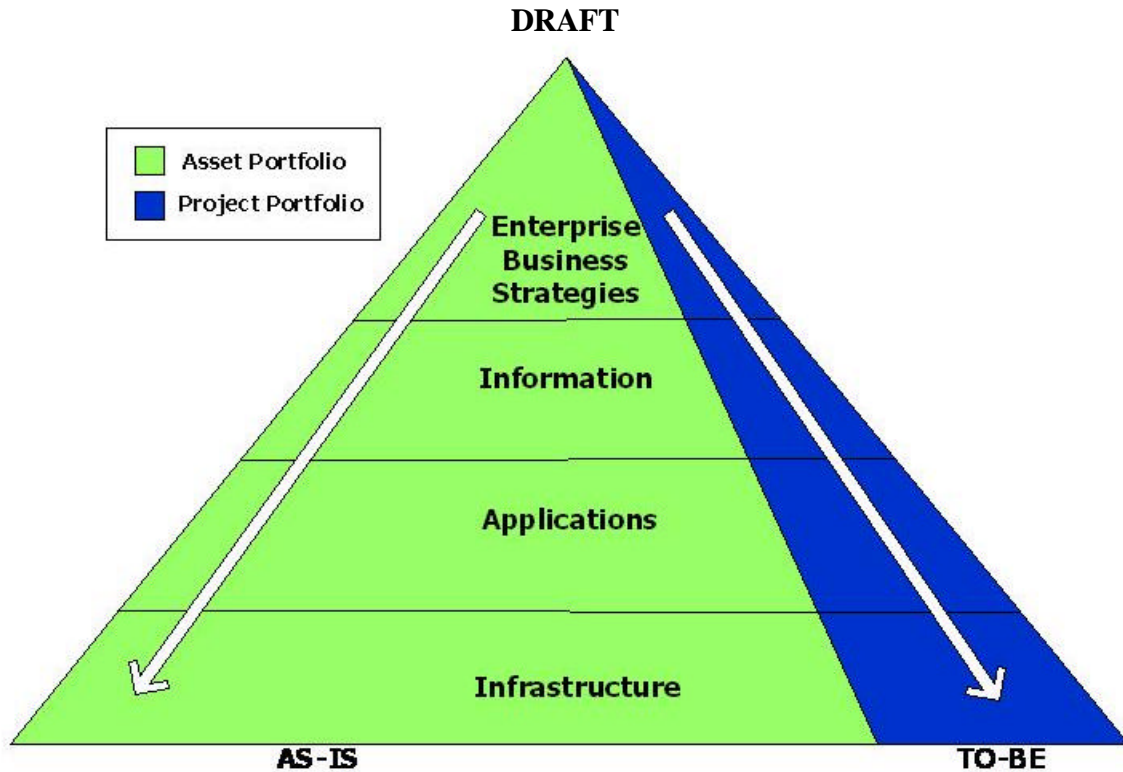 DRAFT
Asset Portfolio
Project Portfolio
Enterprise
Business
Strategies
Information
Applications
Infrastructure
AS-IS
TO-BE